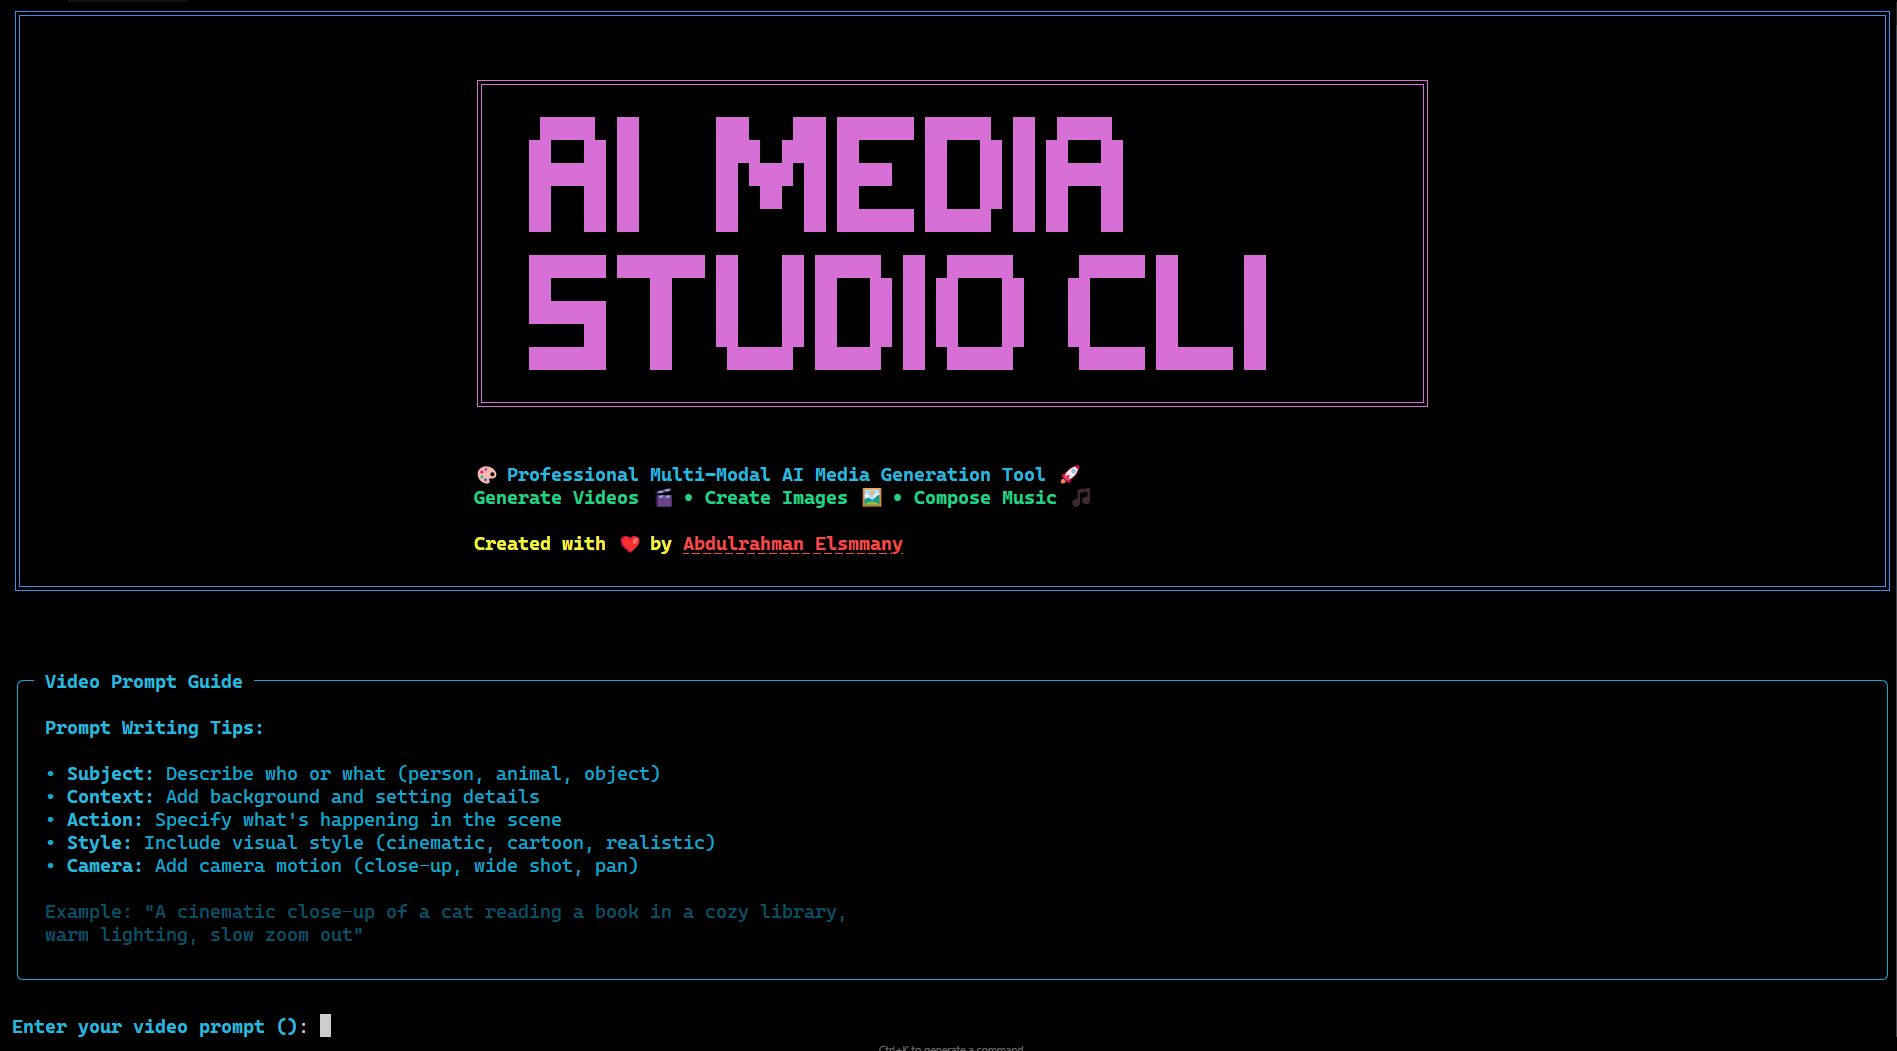 AI MEDIA
STUDIO CLI
🎨 Professional Multi-Modal AI Media Generation Tool 🚀
Generate Videos 🎬 • Create Images 🖼️ • Compose Music 🎵
Created with ❤️ by Abdulrahman Elsmmany
Video Prompt Guide
Prompt Writing Tips:
• Subject: Describe who or what (person, animal, object)
• Context: Add background and setting details
• Action: Specify what's happening in the scene
• Style: Include visual style (cinematic, cartoon, realistic)
• Camera: Add camera motion (close-up, wide shot, pan)
Example: "A cinematic close-up of a cat reading a book in a cozy library,
warm lighting, slow zoom out"
Enter your video prompt ():
Ctrl+K to generate a command